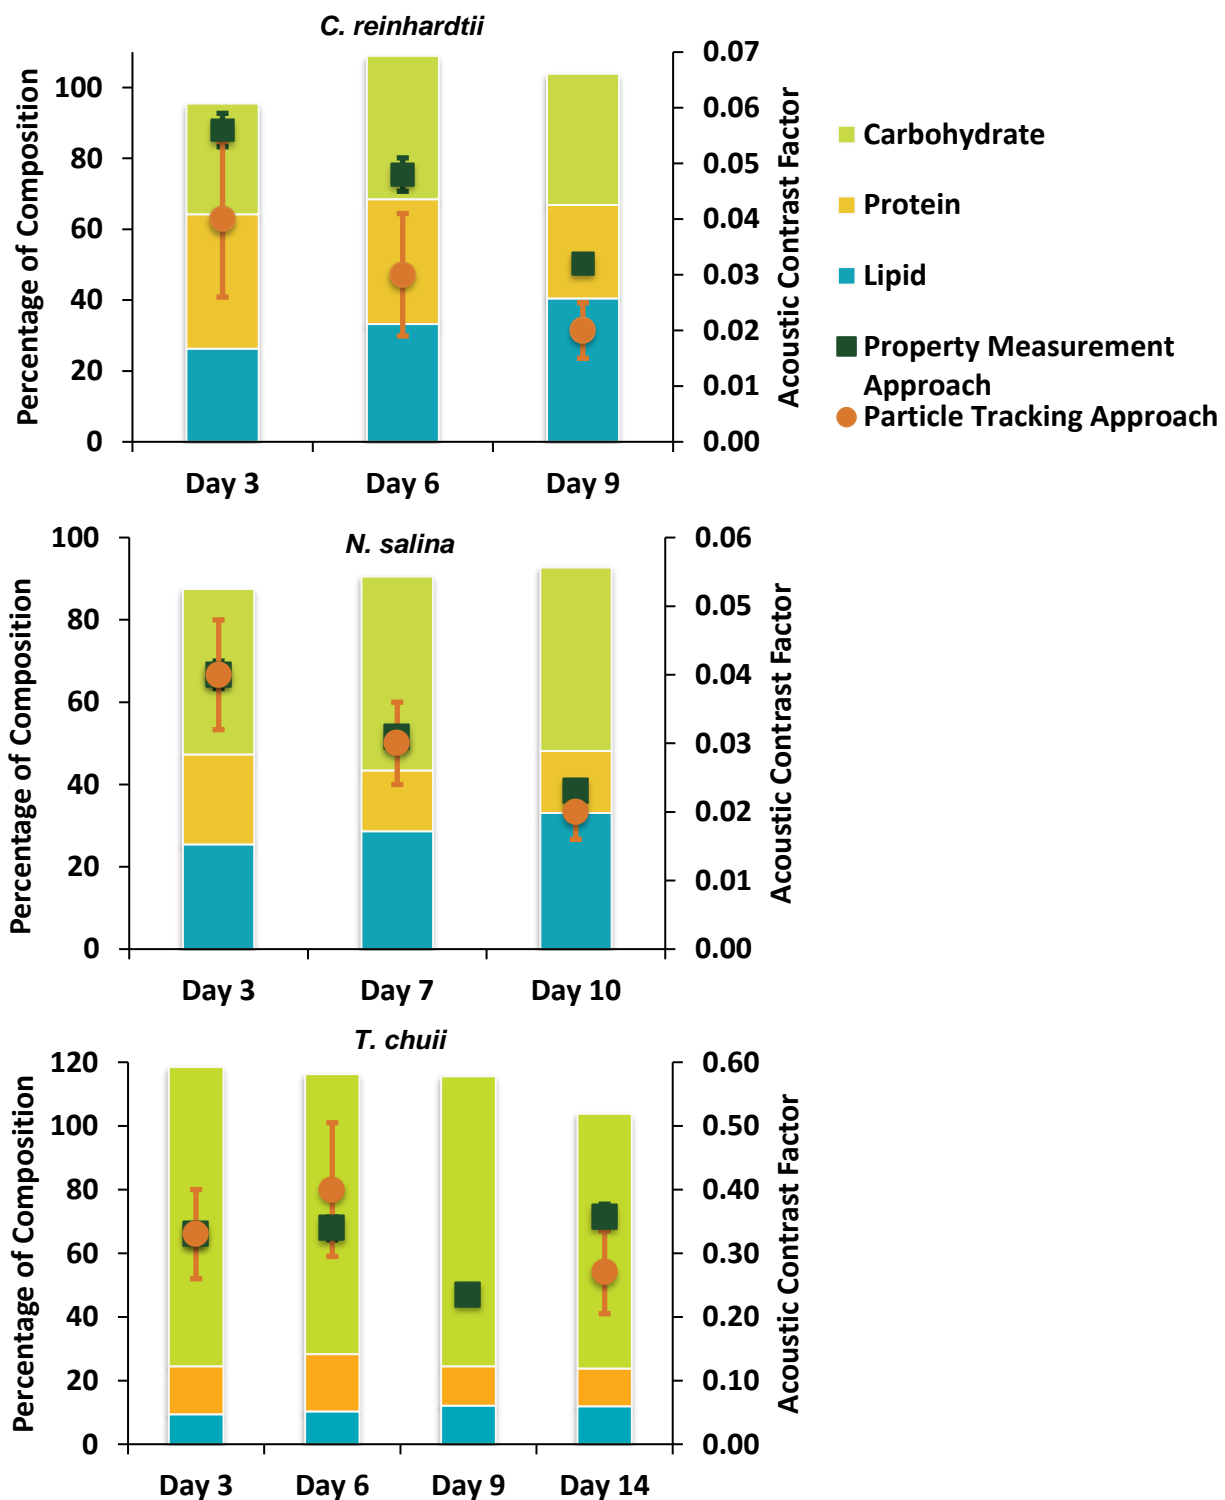 C. reinhardtii
Percentage of Composition
100
80
60
40
20
0
0.07
0.06
0.05
0.04
0.03
0.02
0.01
0.00
Acoustic Contrast Factor
Day 3
Day 6
Day 9
Carbohydrate
Protein
Lipid
Property Measurement
Approach
Particle Tracking Approach
N. salina
Percentage of Composition
100
80
60
40
20
0
0.06
0.05
0.04
0.03
0.02
0.01
0.00
Acoustic Contrast Factor
Day 3
Day 7
Day 10
T. chuii
Percentage of Composition
120
100
80
60
40
20
0
0.60
0.50
0.40
0.30
0.20
0.10
0.00
Acoustic Contrast Factor
Day 3
Day 6
Day 9
Day 14